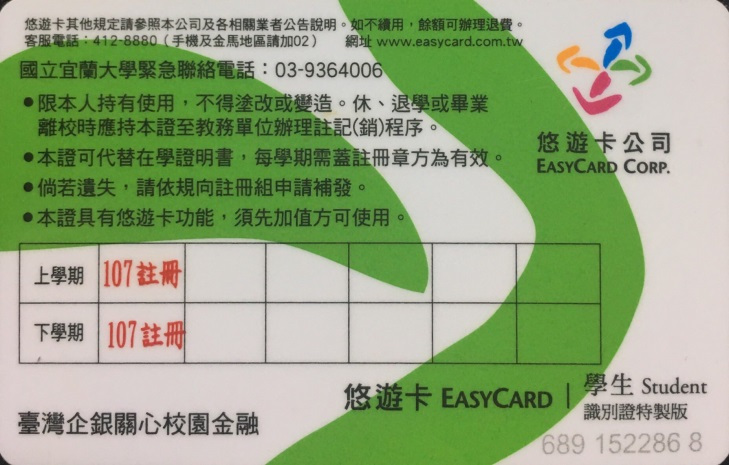 悠遊卡其他規定請參照本公司及各相關業者公告說明。如不續用，餘額可辦理退費。
客服電話：412-8880（手機及金馬地區請加02） 網址 www.easycard.com.tw
國立宜蘭大學緊急聯絡電話：03-9364006
●限本人持有使用，不得塗改或變造。休、退學或畢業
離校時應持本證至教務單位辦理註記(銷)程序。
●本證可代替在學證明書，每學期需蓋註冊章方為有效。
●倘若遺失，請依規向註冊組申請補發。
●本證具有悠遊卡功能，須先加值方可使用。
悠遊卡公司
EASYCARD CORP.
上學期 107註冊
下學期 107註冊
悠遊卡 EASYCARD | 學生 Student
識別證特製版
臺灣企銀關心校園金融
689 152286 8